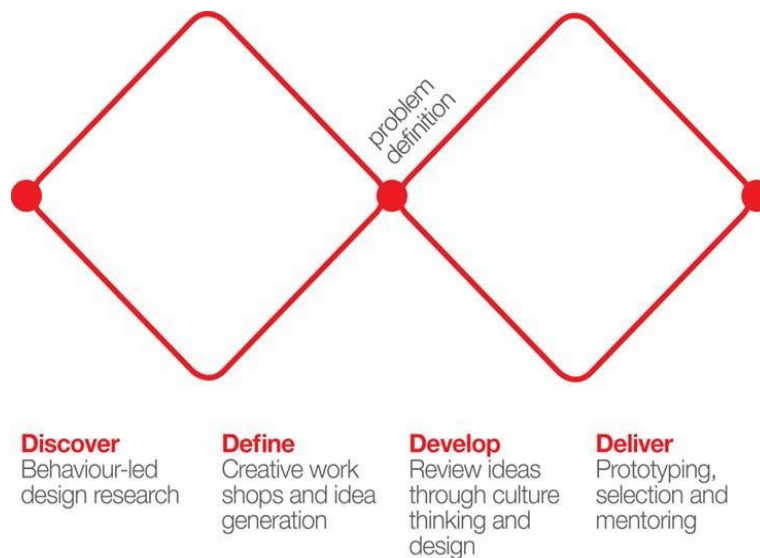 problem
definition
Discover
Behaviour-led
design research
Define
Creative work
shops and idea
generation
Develop
Review ideas
through culture
thinking and
design
Deliver
Prototyping,
selection and
mentoring